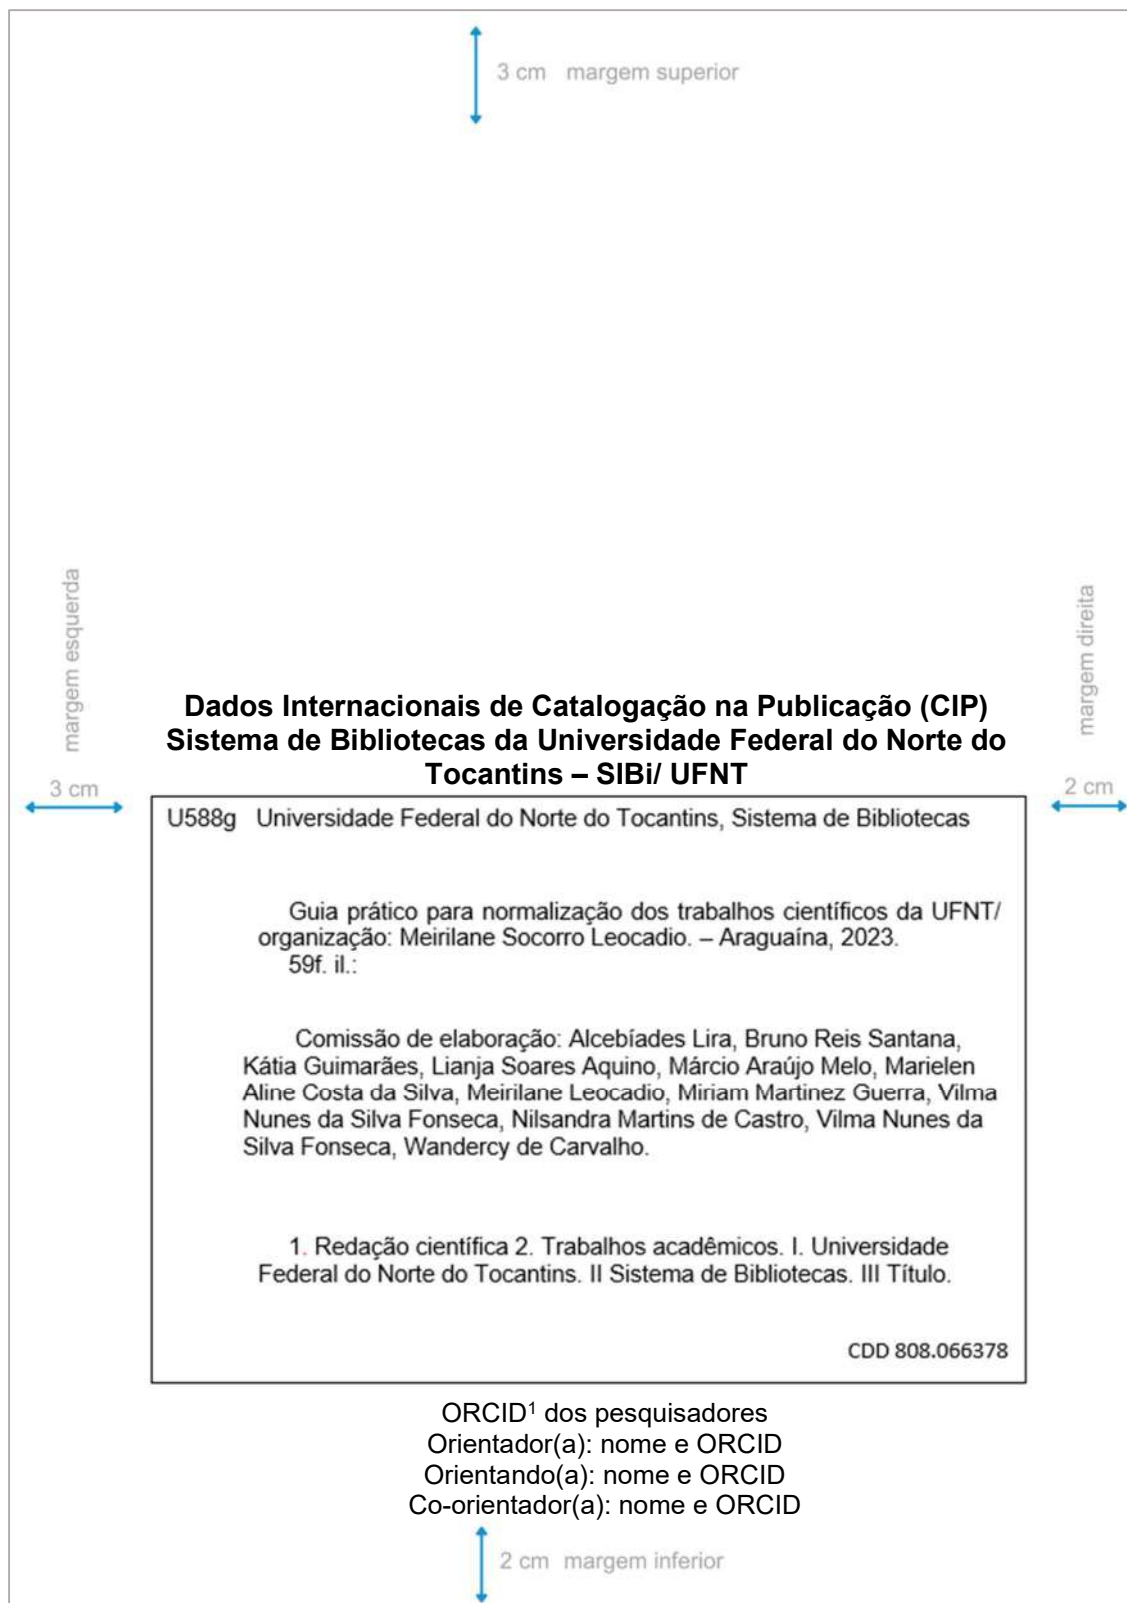 3 cm margem superior
margem esquerda
3 cm
margem direita
2 cm
Dados Internacionais de Catalogação na Publicação (CIP)
Sistema de Bibliotecas da Universidade Federal do Norte do
Tocantins – SIBi/ UFNT
U588g Universidade Federal do Norte do Tocantins, Sistema de Bibliotecas
Guia prático para normalização dos trabalhos científicos da UFNT/
organização: Meirilane Socorro Leocadio. – Araguaína, 2023.
59f. il.:
Comissão de elaboração: Alcebíades Lira, Bruno Reis Santana,
Kátia Guimarães, Lianja Soares Aquino, Márcio Araújo Melo, Marielen
Aline Costa da Silva, Meirilane Leocadio, Miriam Martinez Guerra, Vilma
Nunes da Silva Fonseca, Nilsandra Martins de Castro, Vilma Nunes da
Silva Fonseca, Wandercy de Carvalho.
1. Redação científica 2. Trabalhos acadêmicos. I. Universidade
Federal do Norte do Tocantins. II Sistema de Bibliotecas. III Título.
CDD 808.066378
ORCID¹ dos pesquisadores
Orientador(a): nome e ORCID
Orientando(a): nome e ORCID
Co-orientador(a): nome e ORCID
2 cm margem inferior